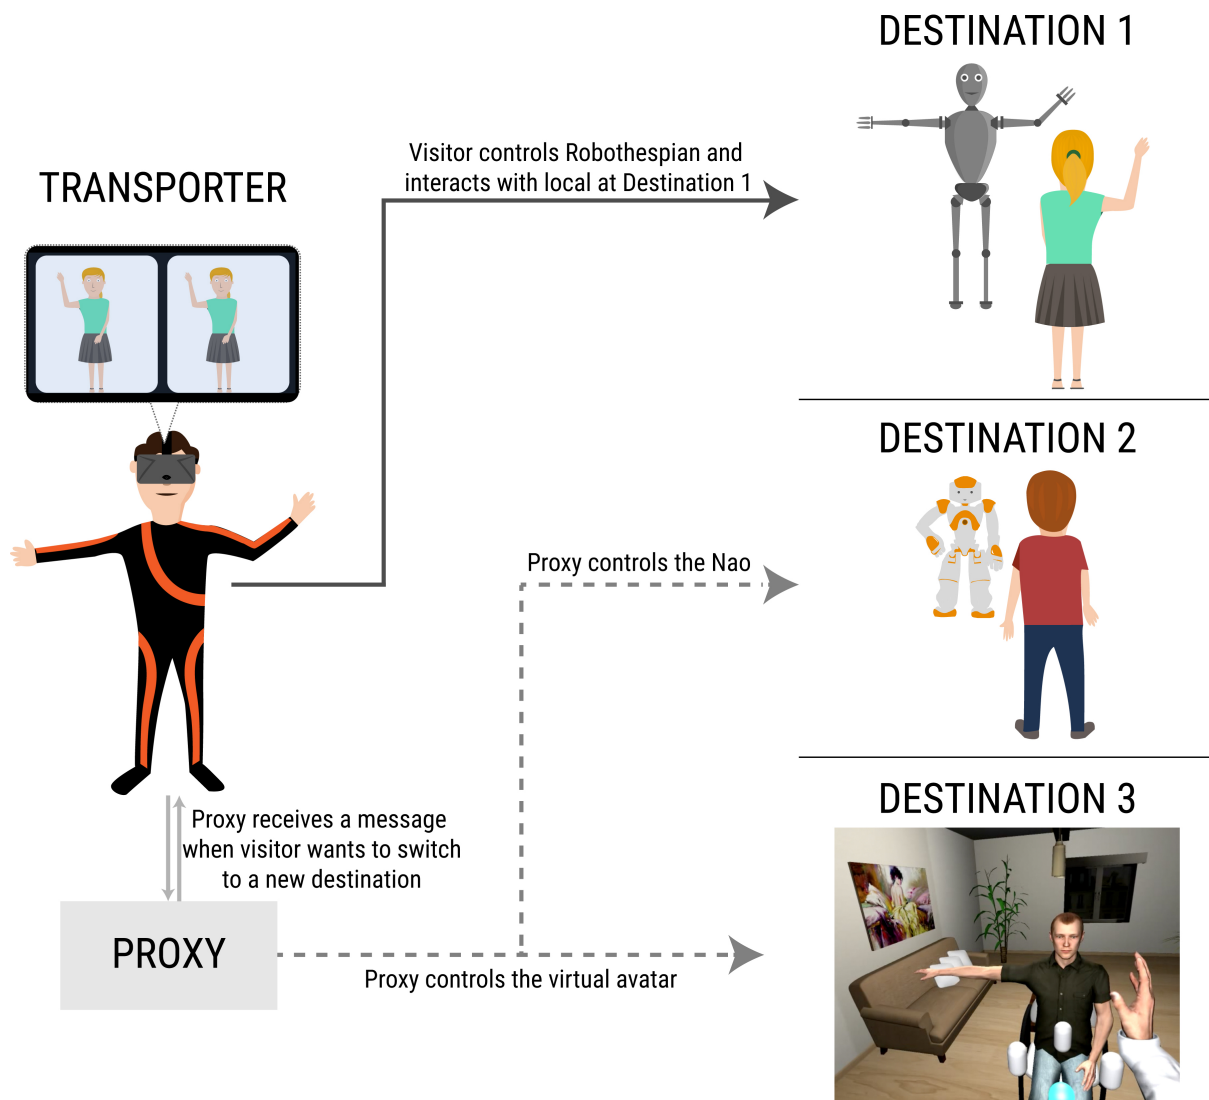 DESTINATION 1
Visitor controls Robothespian and
interacts with local at Destination 1
TRANSPORTER
DESTINATION 2
Proxy controls the Nao
DESTINATION 3
Proxy receives a message
when visitor wants to switch
to a new destination
PROXY
Proxy controls the virtual avatar